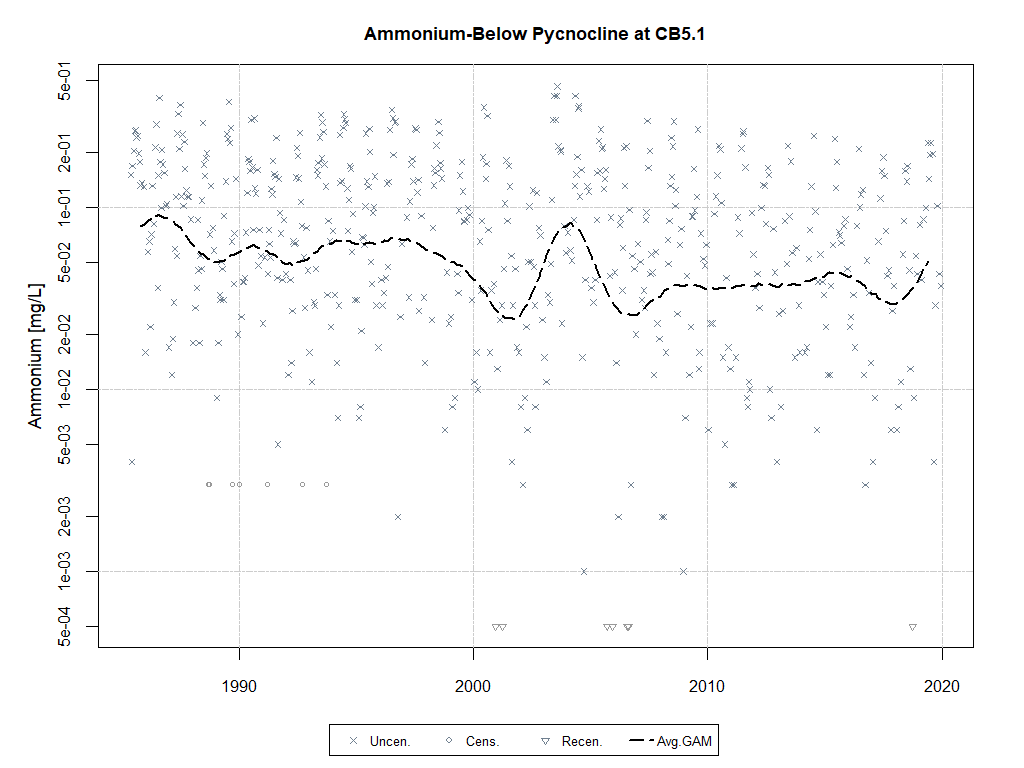 Ammonium-Below Pycnocline at CB5.1
Ammonium [mg/L]
5e-01
2e-01
1e-01
5e-02
2e-02
1e-02
5e-03
2e-03
1e-03
5e-04
1990 2000 2010 2020
Uncen. Cens. Recen. Avg.GAM